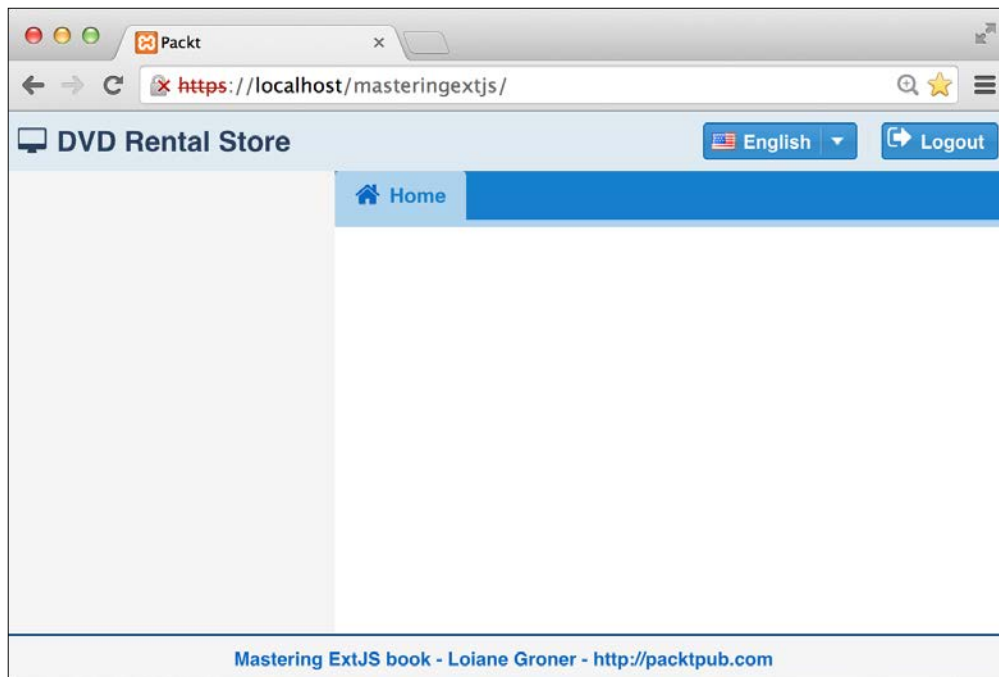 Packt
https://localhost/masteringextjs/
DVD Rental Store
English
Logout
Home
Mastering ExtJS book - Loiane Groner - http://packtpub.com